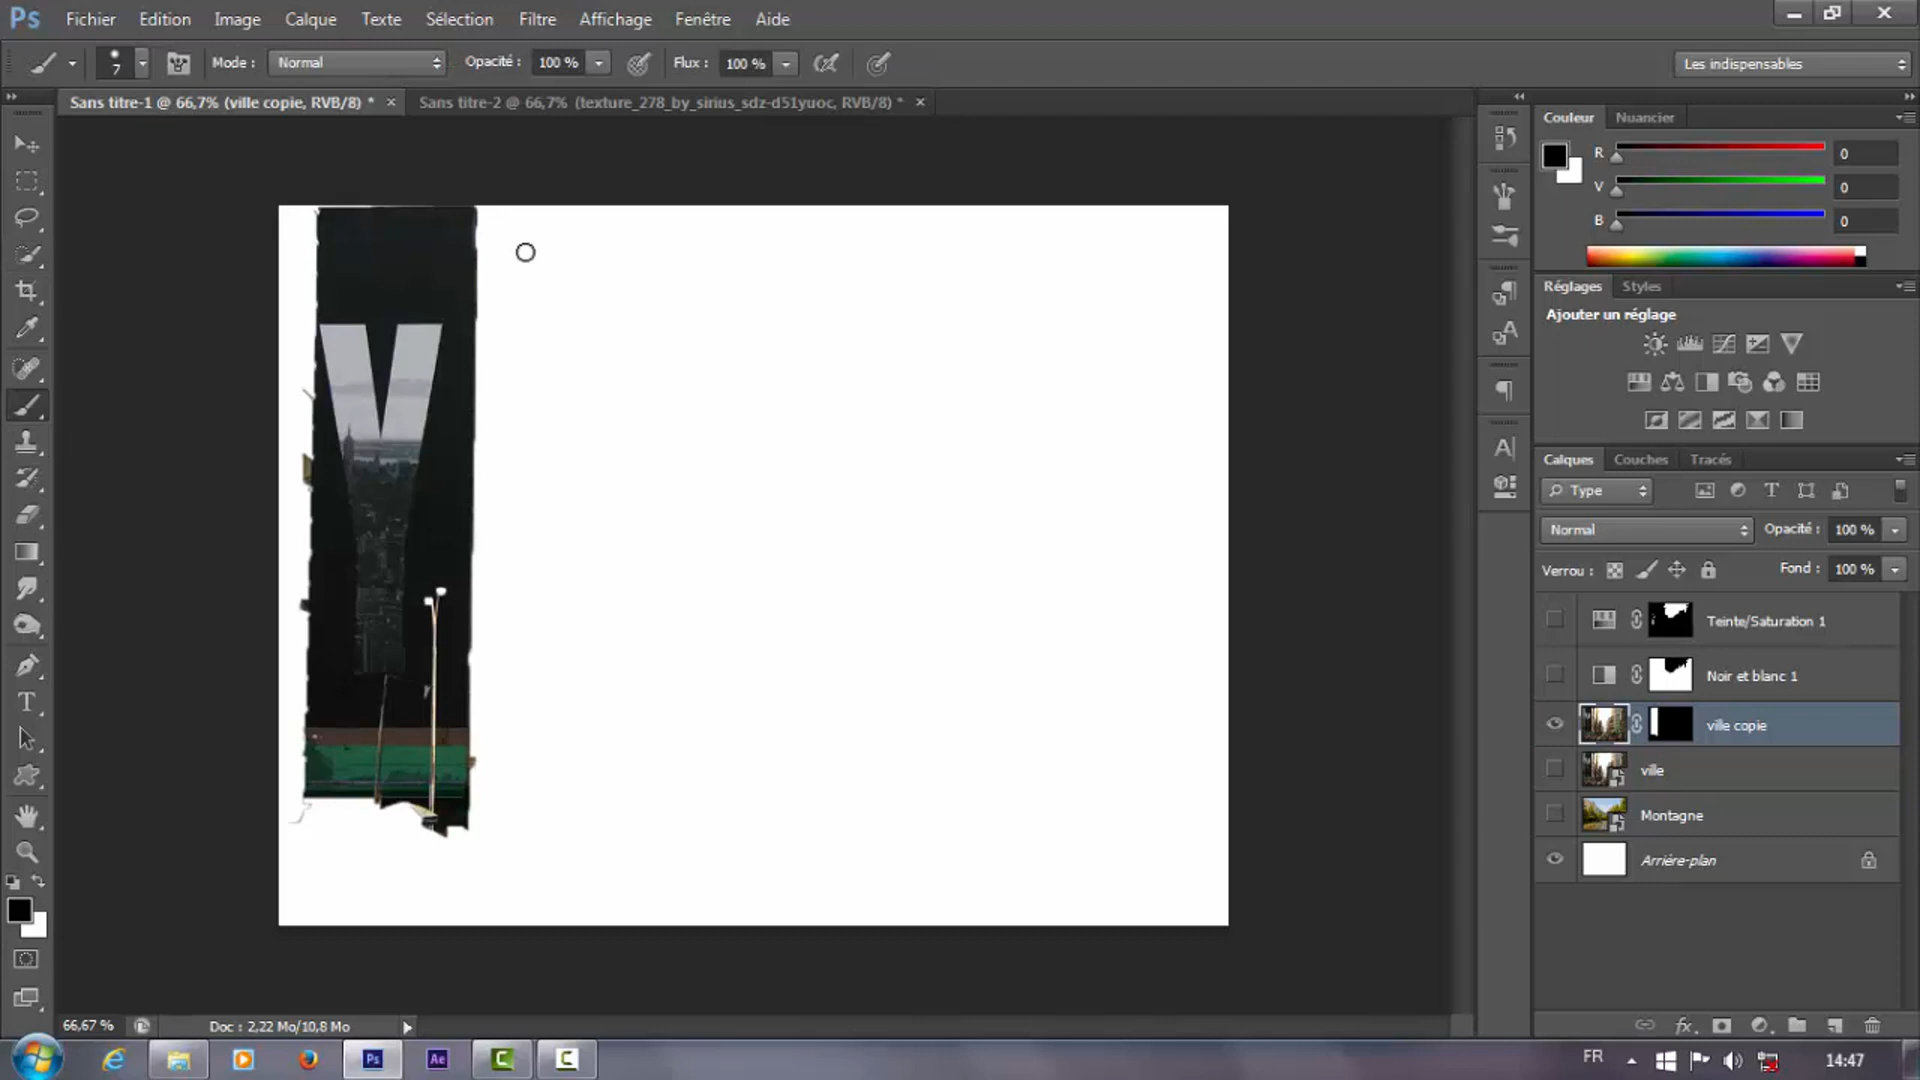 Ps Fichier Edition Image Calque Texte Sélection Filtre Affichage Fenêtre Aide
7 Mode : Normal Opacité : 100 % Flux : 100 % Les indispensables
Sans titre-1 @ 66,7% (ville copie, RVB/8) * × Sans titre-2 @ 66,7% (texture_278_by_sirius_sdz-d51yuoc, RVB/8) * ×
Couleur Nuancier
R 0
V 0
B 0
Réglages Styles
Ajouter un réglage
Y
Calques Couches Tracés
Type
Normal Opacité : 100 %
Verrou : Fond : 100 %
Teinte/Saturation 1
Noir et blanc 1
ville copie
ville
Montagne
Arrière-plan
66,67 % Doc : 2,22 Mo/10,8 Mo
Ps Ae C C FR 14:47